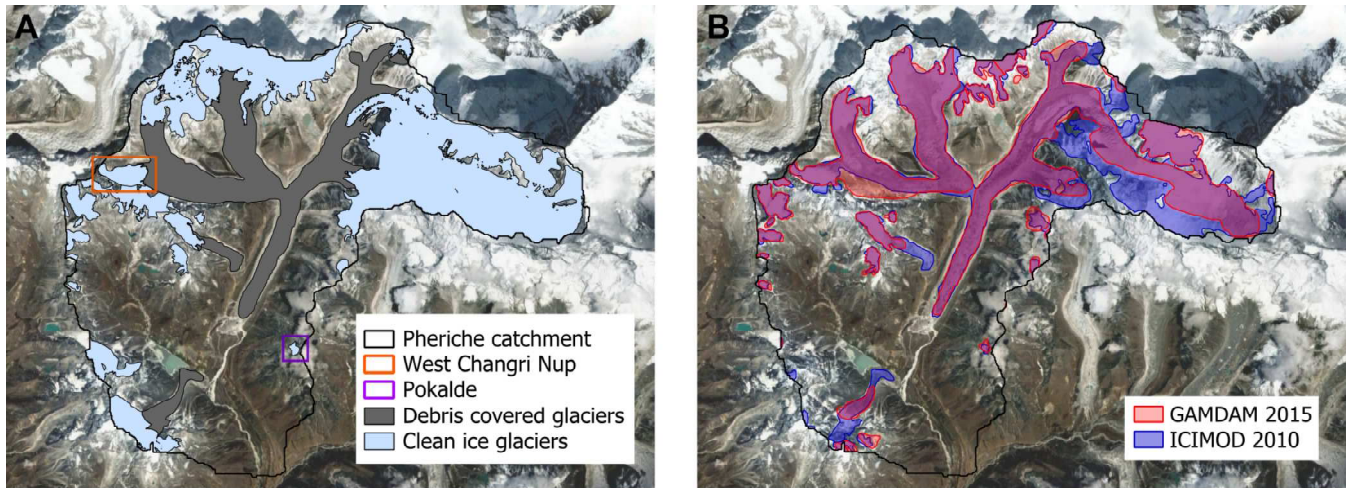 A
Pheriche catchment
West Changri Nup
Pokalde
Debris covered glaciers
Clean ice glaciers
B
GAMDAM 2015
ICIMOD 2010